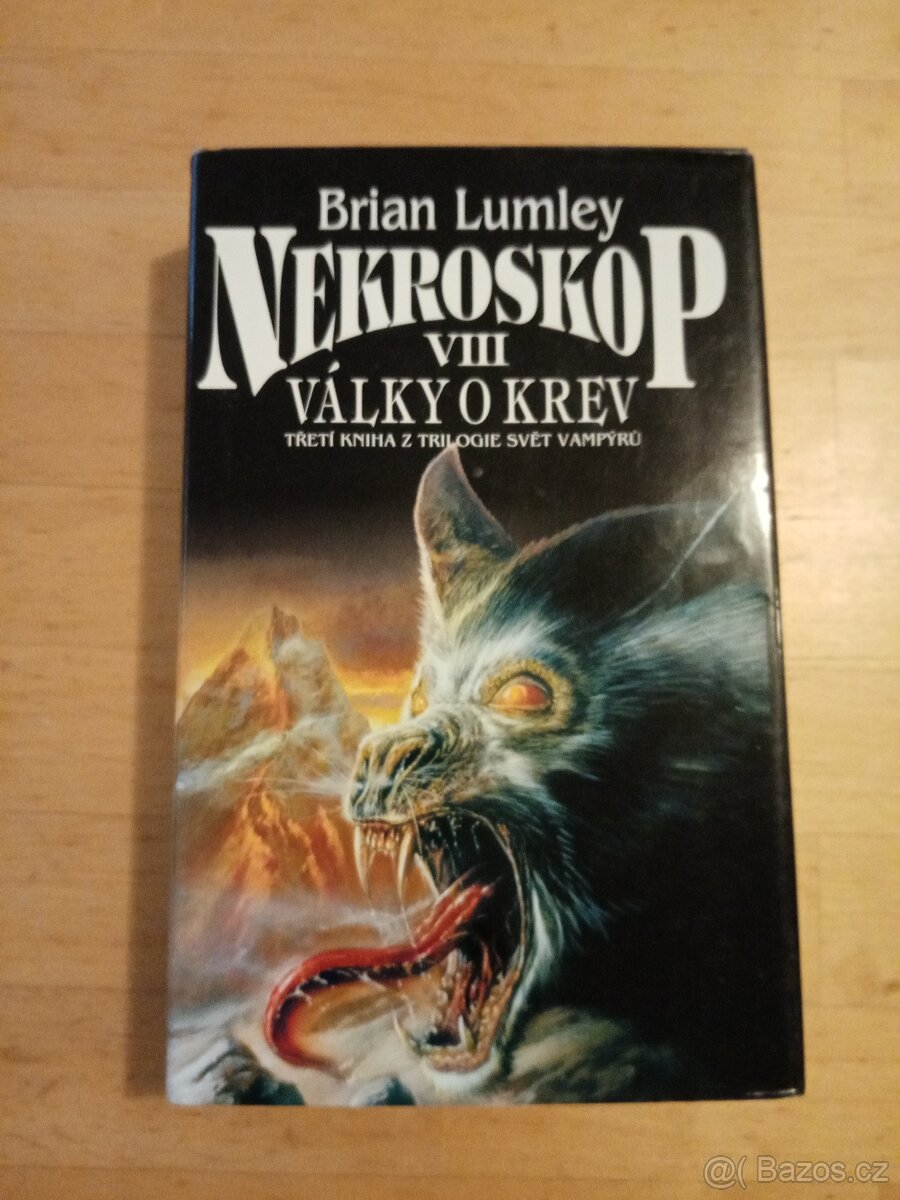 Brian Lumley
NEKROSKOP
VIII
VÁLKY O KREV
TŘETÍ KNIHA Z TRILOGIE SVĚT VAMPÝRŮ
@( Bazos.cz